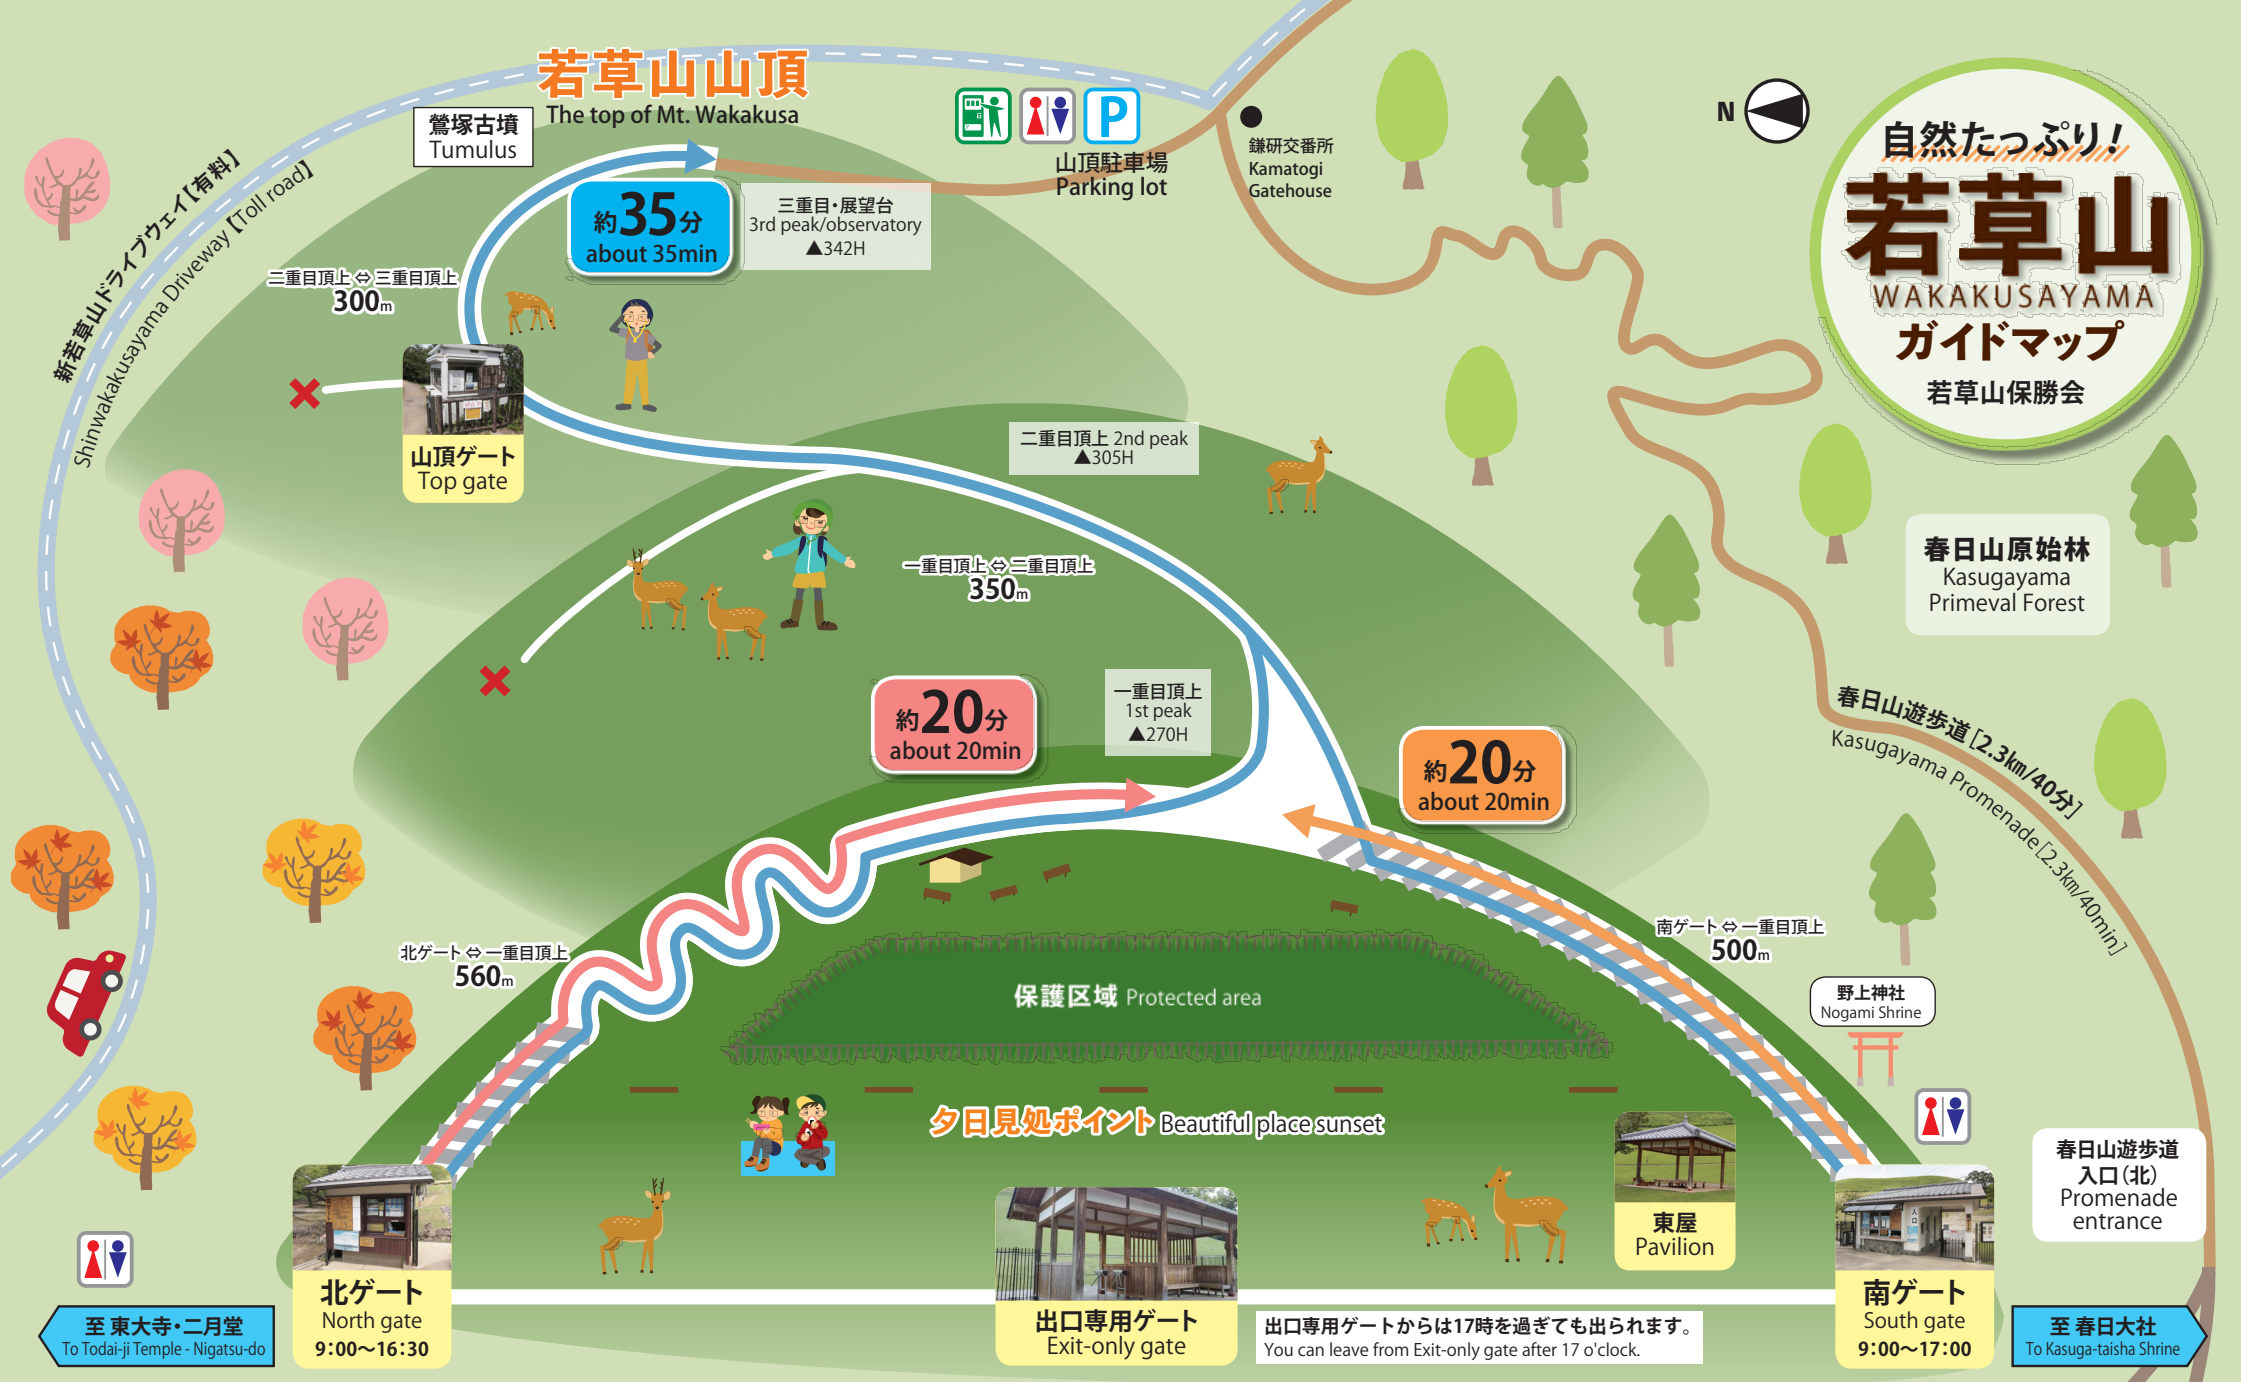 若草山山頂
The top of Mt. Wakakusa
鶯塚古墳
Tumulus
山頂駐車場
Parking lot
P
鎌研交番所
Kamatogi
Gatehouse
N
自然たっぷり!
若草山
WAKAKUSAYAMA
ガイドマップ
若草山保勝会
新若草山ドライブウェイ【有料】
Shinwakakusayama Driveway【Toll road】
約35分
about 35min
三重目・展望台
3rd peak/observatory
▲342H
二重目頂上⇔三重目頂上
300m
山頂ゲート
Top gate
二重目頂上 2nd peak
▲305H
一重目頂上⇔二重目頂上
350m
春日山原始林
Kasugayama
Primeval Forest
約20分
about 20min
一重目頂上
1st peak
▲270H
約20分
about 20min
春日山遊歩道[2.3km/40分]
Kasugayama Promenade[2.3km/40min]
北ゲート⇔一重目頂上
560m
南ゲート⇔一重目頂上
500m
保護区域 Protected area
野上神社
Nogami Shrine
夕日見処ポイント Beautiful place sunset
東屋
Pavilion
春日山遊歩道
入口(北)
Promenade
entrance
北ゲート
North gate
9:00〜16:30
出口専用ゲート
Exit-only gate
出口専用ゲートからは17時を過ぎても出られます。
You can leave from Exit-only gate after 17 o'clock.
入口
南ゲート
South gate
9:00〜17:00
至 東大寺・二月堂
To Todai-ji Temple - Nigatsu-do
至 春日大社
To Kasuga-taisha Shrine